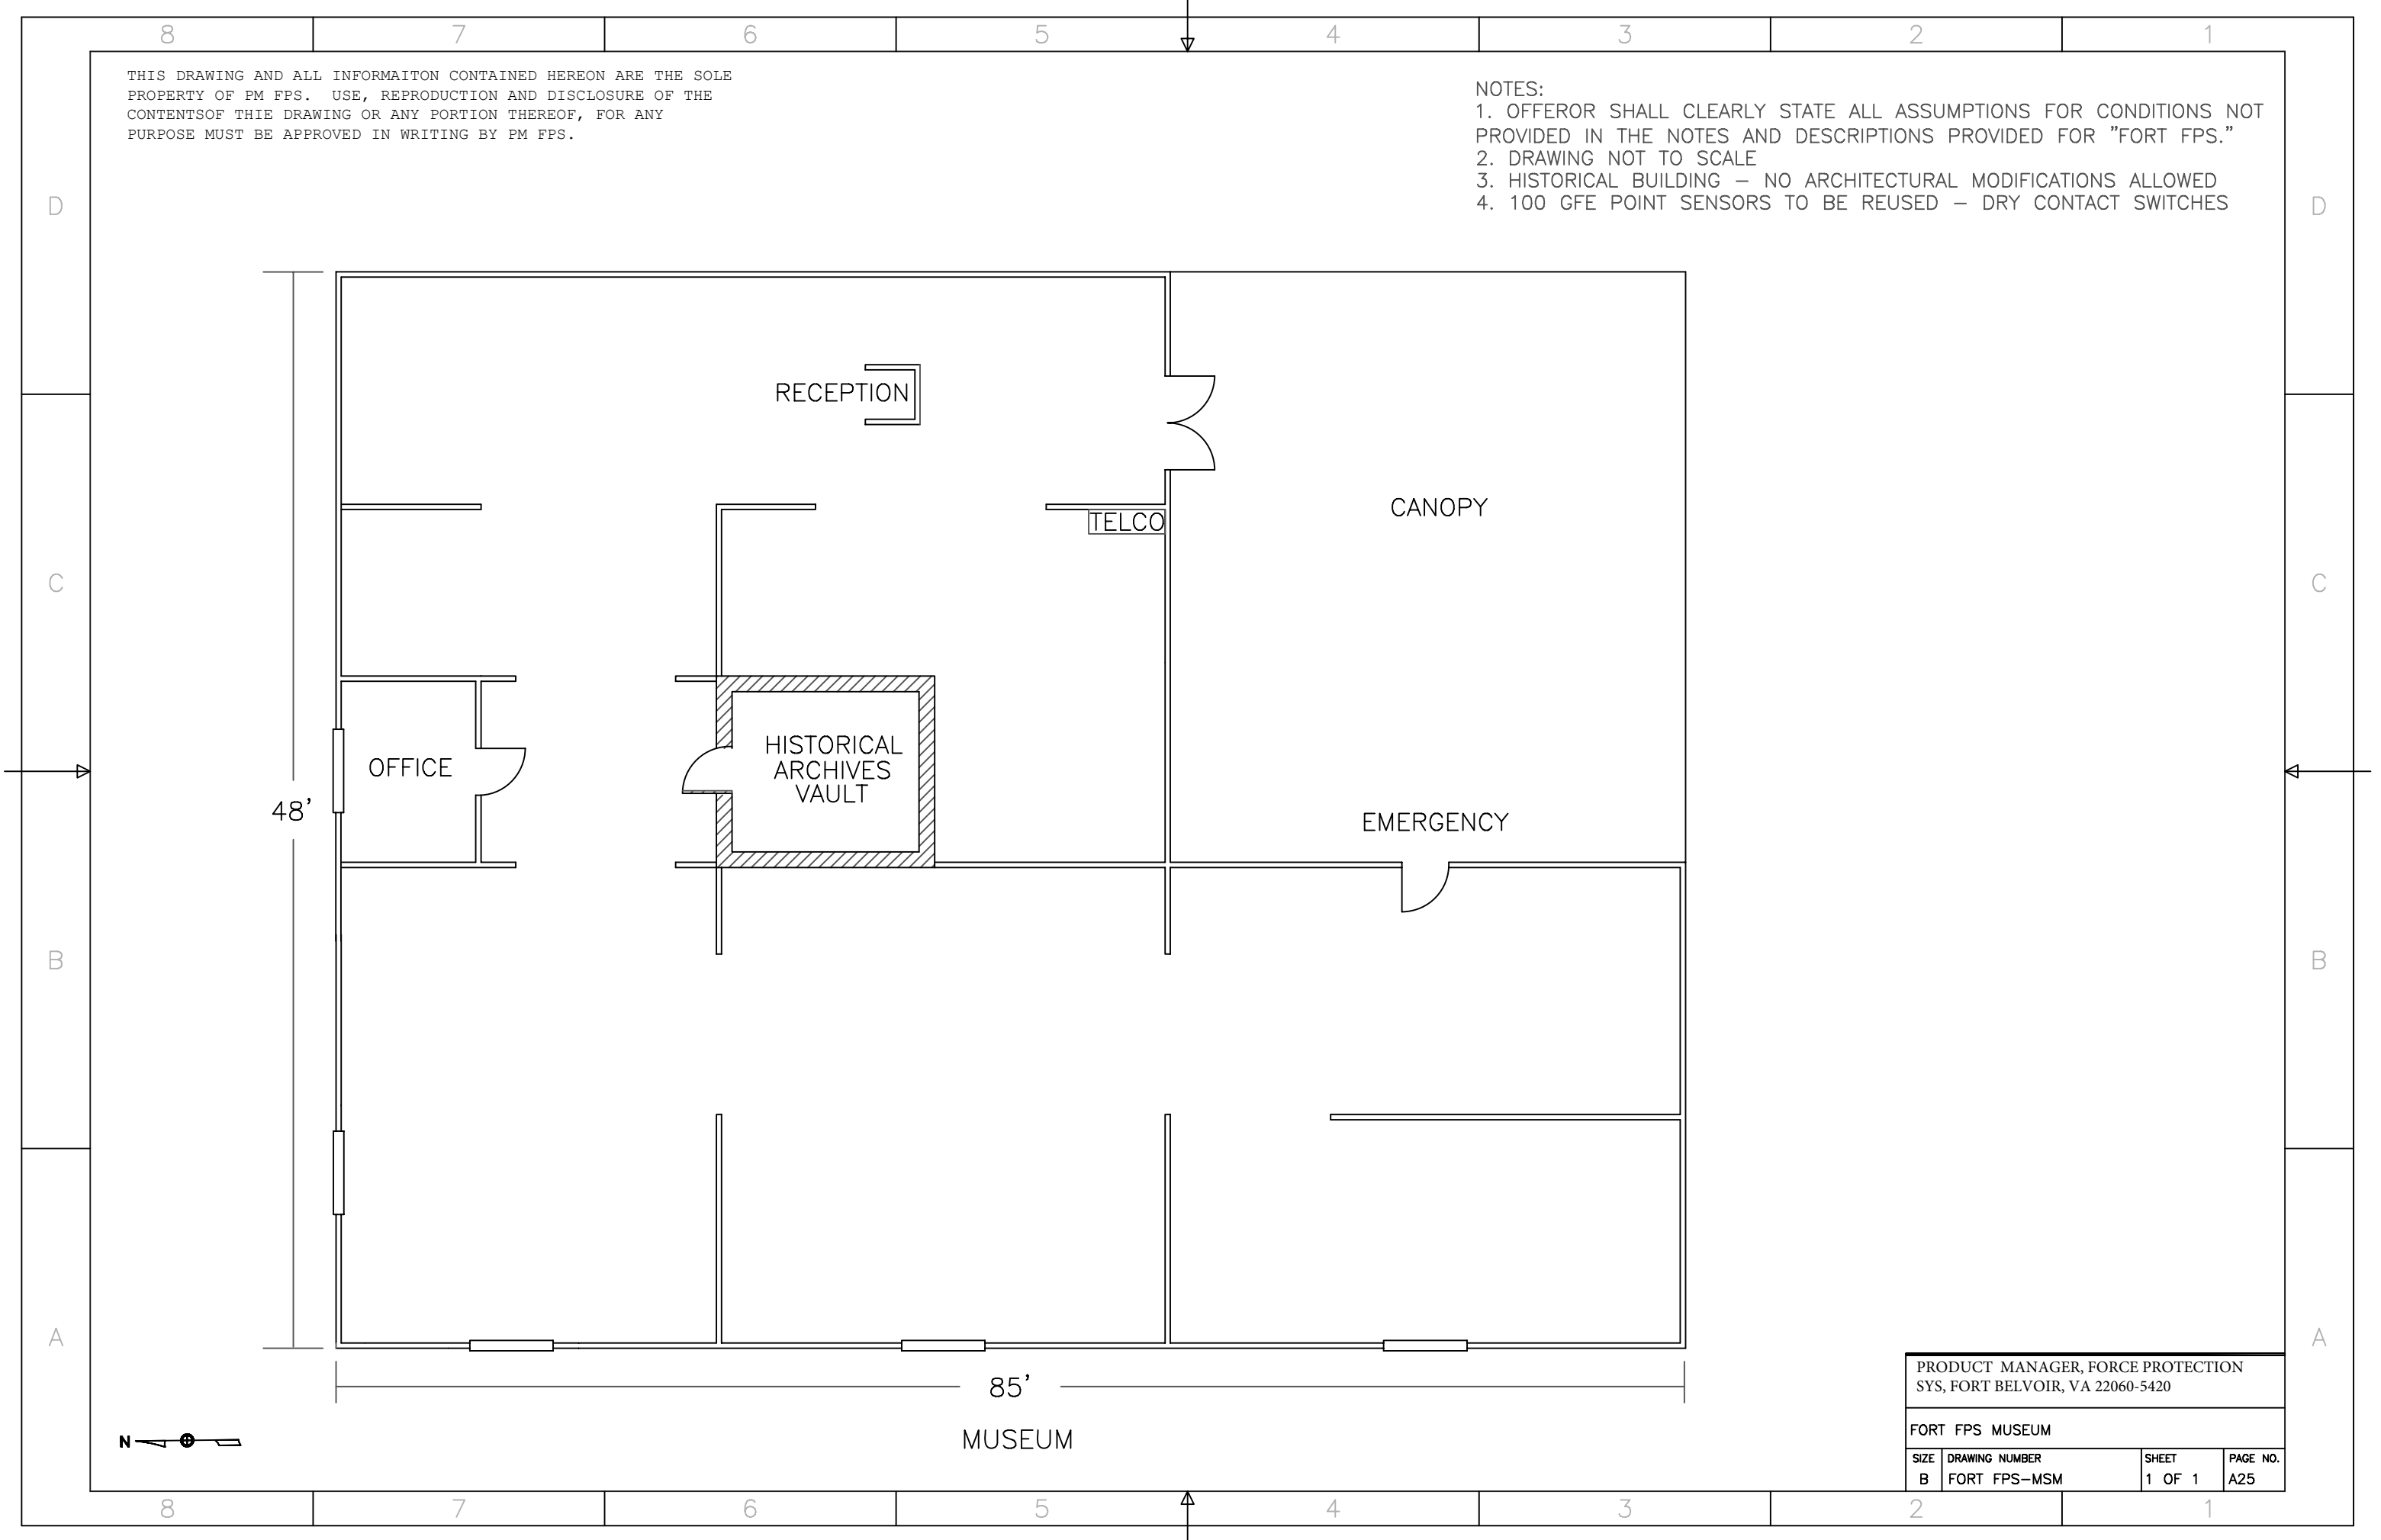 8 7 6 5 4 3 2 1
THIS DRAWING AND ALL INFORMAITON CONTAINED HEREON ARE THE SOLE
PROPERTY OF PM FPS. USE, REPRODUCTION AND DISCLOSURE OF THE
CONTENTSOF THIE DRAWING OR ANY PORTION THEREOF, FOR ANY
PURPOSE MUST BE APPROVED IN WRITING BY PM FPS.
NOTES:
1. OFFEROR SHALL CLEARLY STATE ALL ASSUMPTIONS FOR CONDITIONS NOT
PROVIDED IN THE NOTES AND DESCRIPTIONS PROVIDED FOR "FORT FPS."
2. DRAWING NOT TO SCALE
3. HISTORICAL BUILDING – NO ARCHITECTURAL MODIFICATIONS ALLOWED
4. 100 GFE POINT SENSORS TO BE REUSED – DRY CONTACT SWITCHES
D D
RECEPTION
CANOPY
TELCO
C C
HISTORICAL
ARCHIVES
VAULT
OFFICE
48'
EMERGENCY
B B
A A
85'
MUSEUM
N
PRODUCT MANAGER, FORCE PROTECTION
SYS, FORT BELVOIR, VA 22060-5420
FORT FPS MUSEUM
SIZE DRAWING NUMBER SHEET PAGE NO.
B FORT FPS–MSM 1 OF 1 A25
8 7 6 5 4 3 2 1